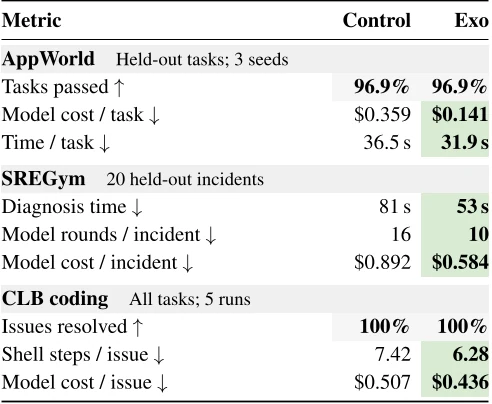 Metric Control Exo
AppWorld Held-out tasks; 3 seeds
Tasks passed ↑ 96.9% 96.9%
Model cost / task ↓ $0.359 $0.141
Time / task ↓ 36.5 s 31.9 s
SREGym 20 held-out incidents
Diagnosis time ↓ 81 s 53 s
Model rounds / incident ↓ 16 10
Model cost / incident ↓ $0.892 $0.584
CLB coding All tasks; 5 runs
Issues resolved ↑ 100% 100%
Shell steps / issue ↓ 7.42 6.28
Model cost / issue ↓ $0.507 $0.436